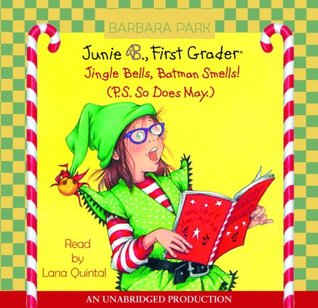 BARBARA PARK
Junie B., First Grader®
Jingle Bells, Batman Smells!
(P.S. So Does May.)
HOLIDAY
Read
by
Lana Quintal
AN UNABRIDGED PRODUCTION